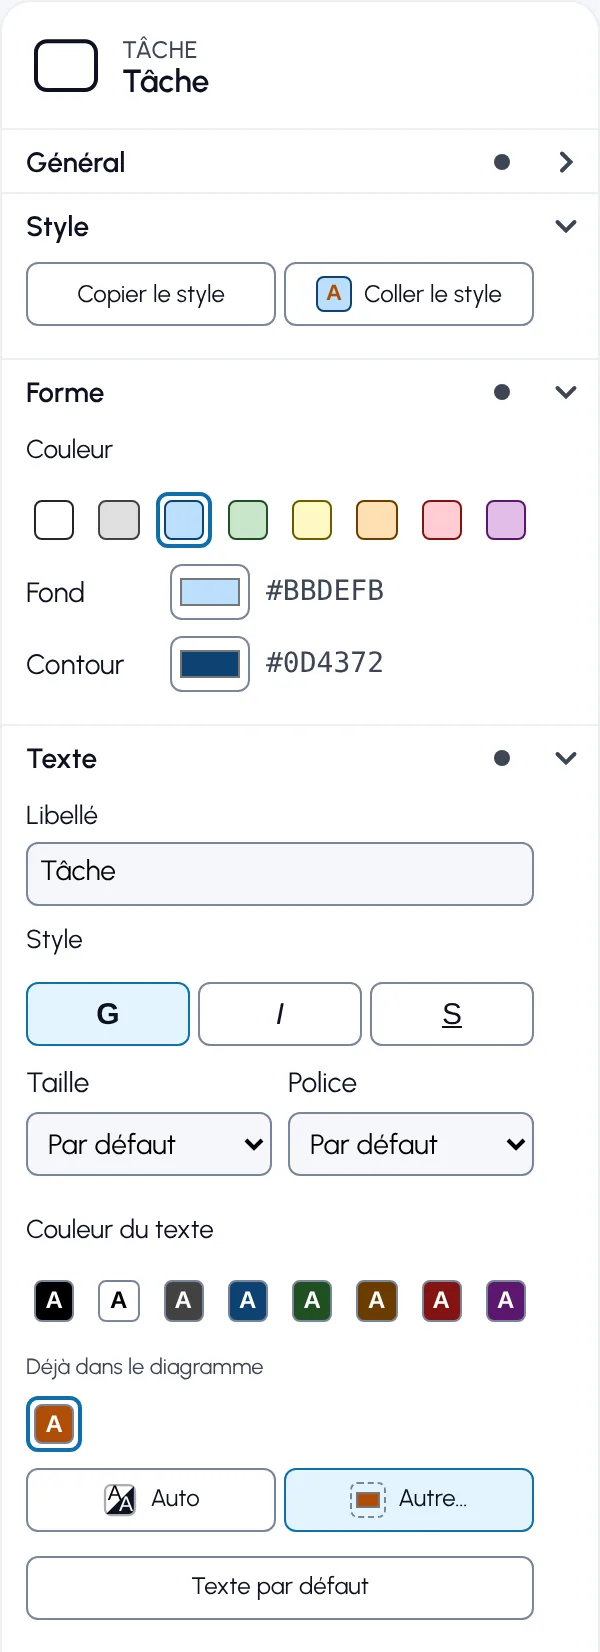 TÂCHE
Tâche
Général
Style
Copier le style
A Coller le style
Forme
Couleur
Fond #BBDEFB
Contour #0D4372
Texte
Libellé
Tâche
Style
G I S
Taille Police
Par défaut Par défaut
Couleur du texte
A A A A A A A A
Déjà dans le diagramme
A
AA Auto Autre...
Texte par défaut